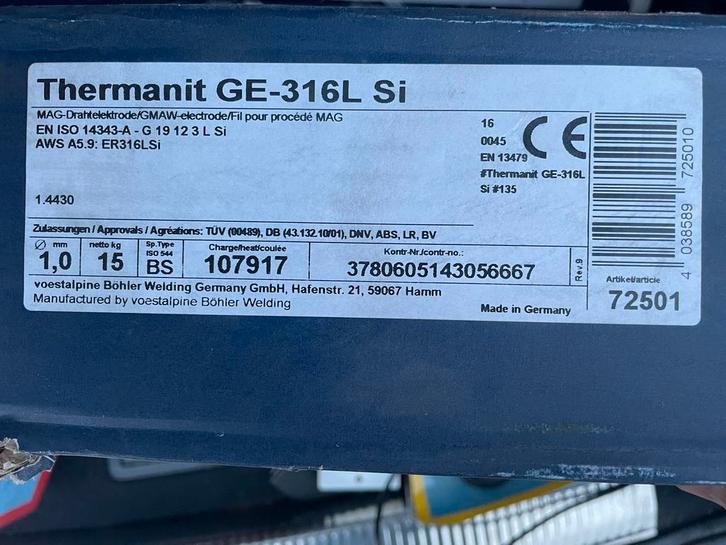 Thermanit GE-316L Si
MAG-Drahtelektrode/GMAW-electrode/Fil pour procédé MAG
EN ISO 14343-A - G 19 12 3 L Si
AWS A5.9: ER316LSi
1.4430
16
0045
EN 13479
#Thermanit GE-316L
Si #135
CE
Zulassungen / Approvals / Agréations: TÜV (00489), DB (43.132.10/01), DNV, ABS, LR, BV
Ø mm
1,0
netto kg
15
Sp.Type
ISO 544
BS
Charge/heat/coulée
107917
Kontr-Nr./contr-no.:
3780605143056667
Rev.9
voestalpine Böhler Welding Germany GmbH, Hafenstr. 21, 59067 Hamm
Manufactured by voestalpine Böhler Welding
Made in Germany
4 038589 725010
Artikel/article
72501